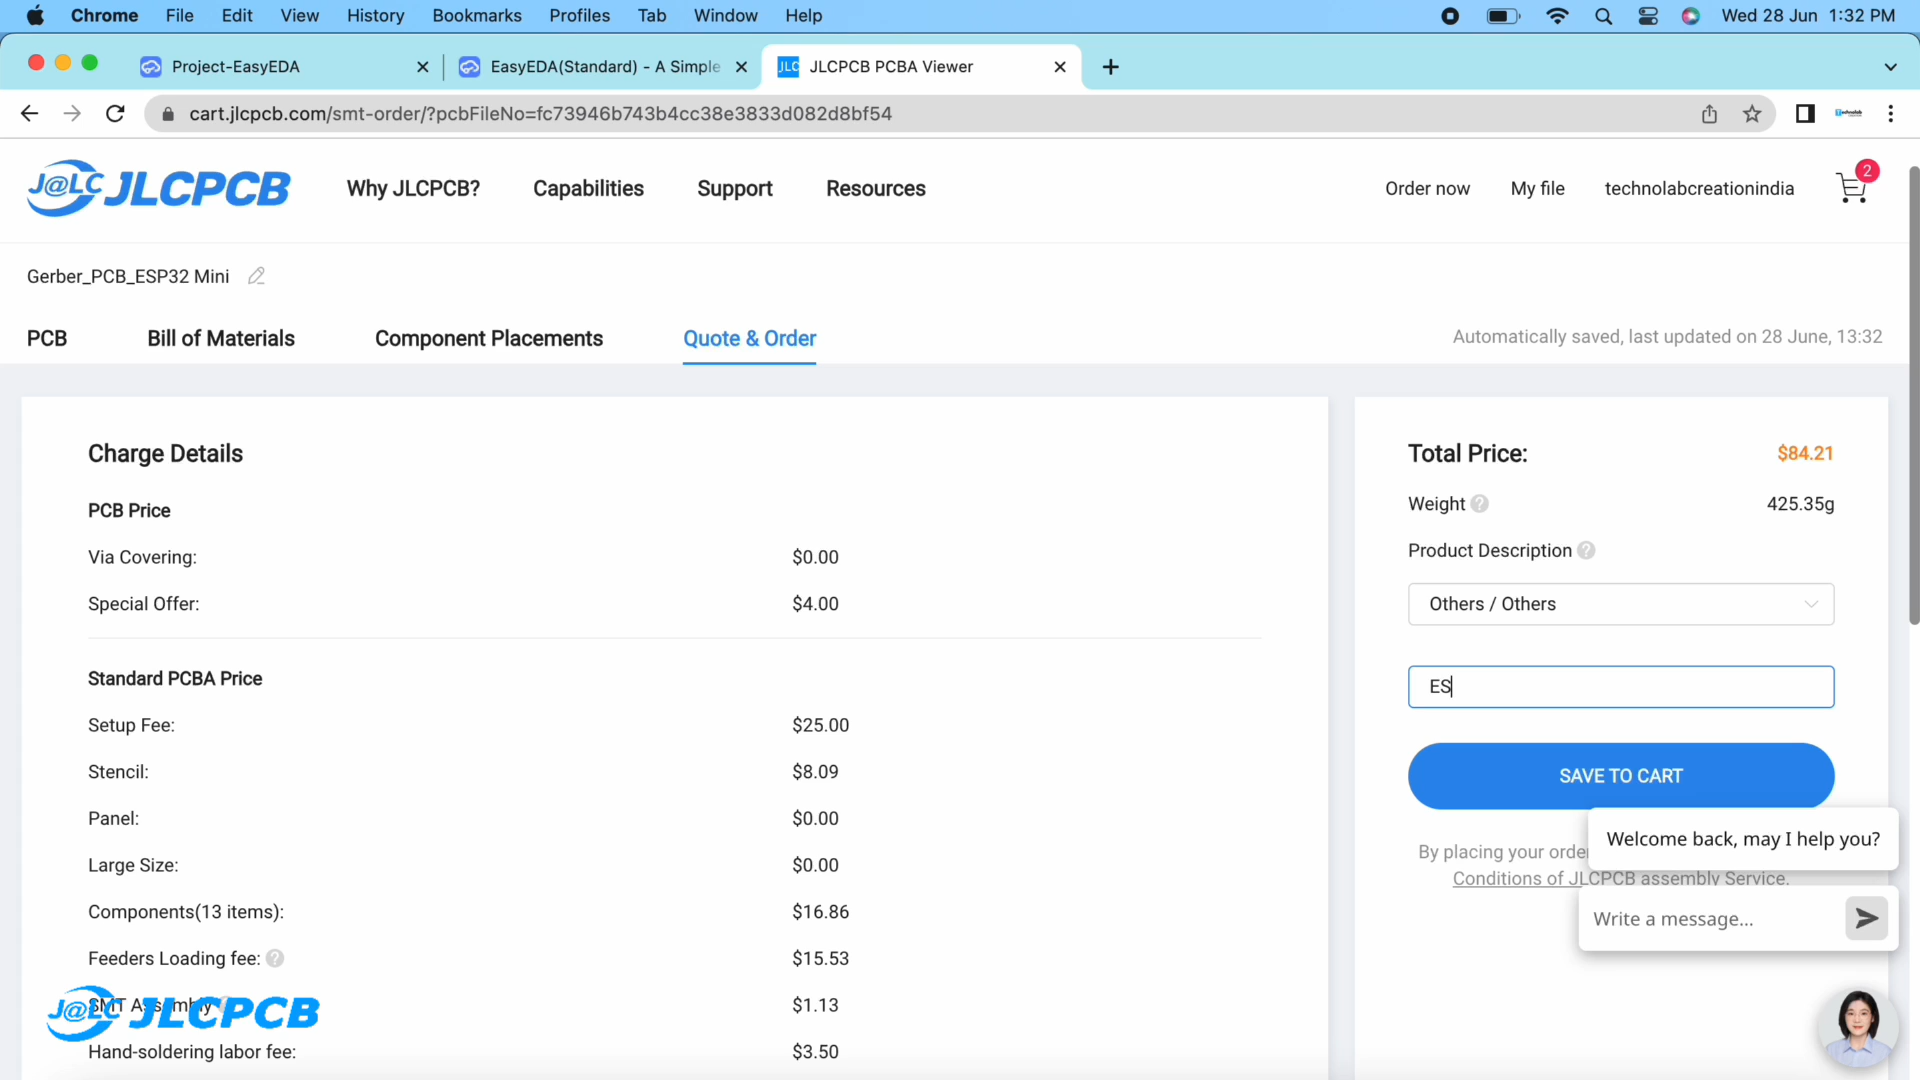 Chrome File Edit View History Bookmarks Profiles Tab Window Help Wed 28 Jun 1:32 PM
Project-EasyEDA EasyEDA(Standard) - A Simple JLC JLCPCB PCBA Viewer
cart.jlcpcb.com/smt-order/?pcbFileNo=fc73946b743b4cc38e3833d082d8bf54
J@LC JLCPCB Why JLCPCB? Capabilities Support Resources Order now My file technolabcreationindia 2
Gerber_PCB_ESP32 Mini
PCB Bill of Materials Component Placements Quote & Order Automatically saved, last updated on 28 June, 13:32
Charge Details
PCB Price
Via Covering: $0.00
Special Offer: $4.00
Standard PCBA Price
Setup Fee: $25.00
Stencil: $8.09
Panel: $0.00
Large Size: $0.00
Components(13 items): $16.86
Feeders Loading fee: $15.53
SMT Assembly $1.13
J@LC JLCPCB
Hand-soldering labor fee: $3.50
Total Price: $84.21
Weight 425.35g
Product Description
Others / Others
ES
SAVE TO CART
By placing your order
Conditions of JLCPCB assembly Service.
Welcome back, may I help you?
Write a message...